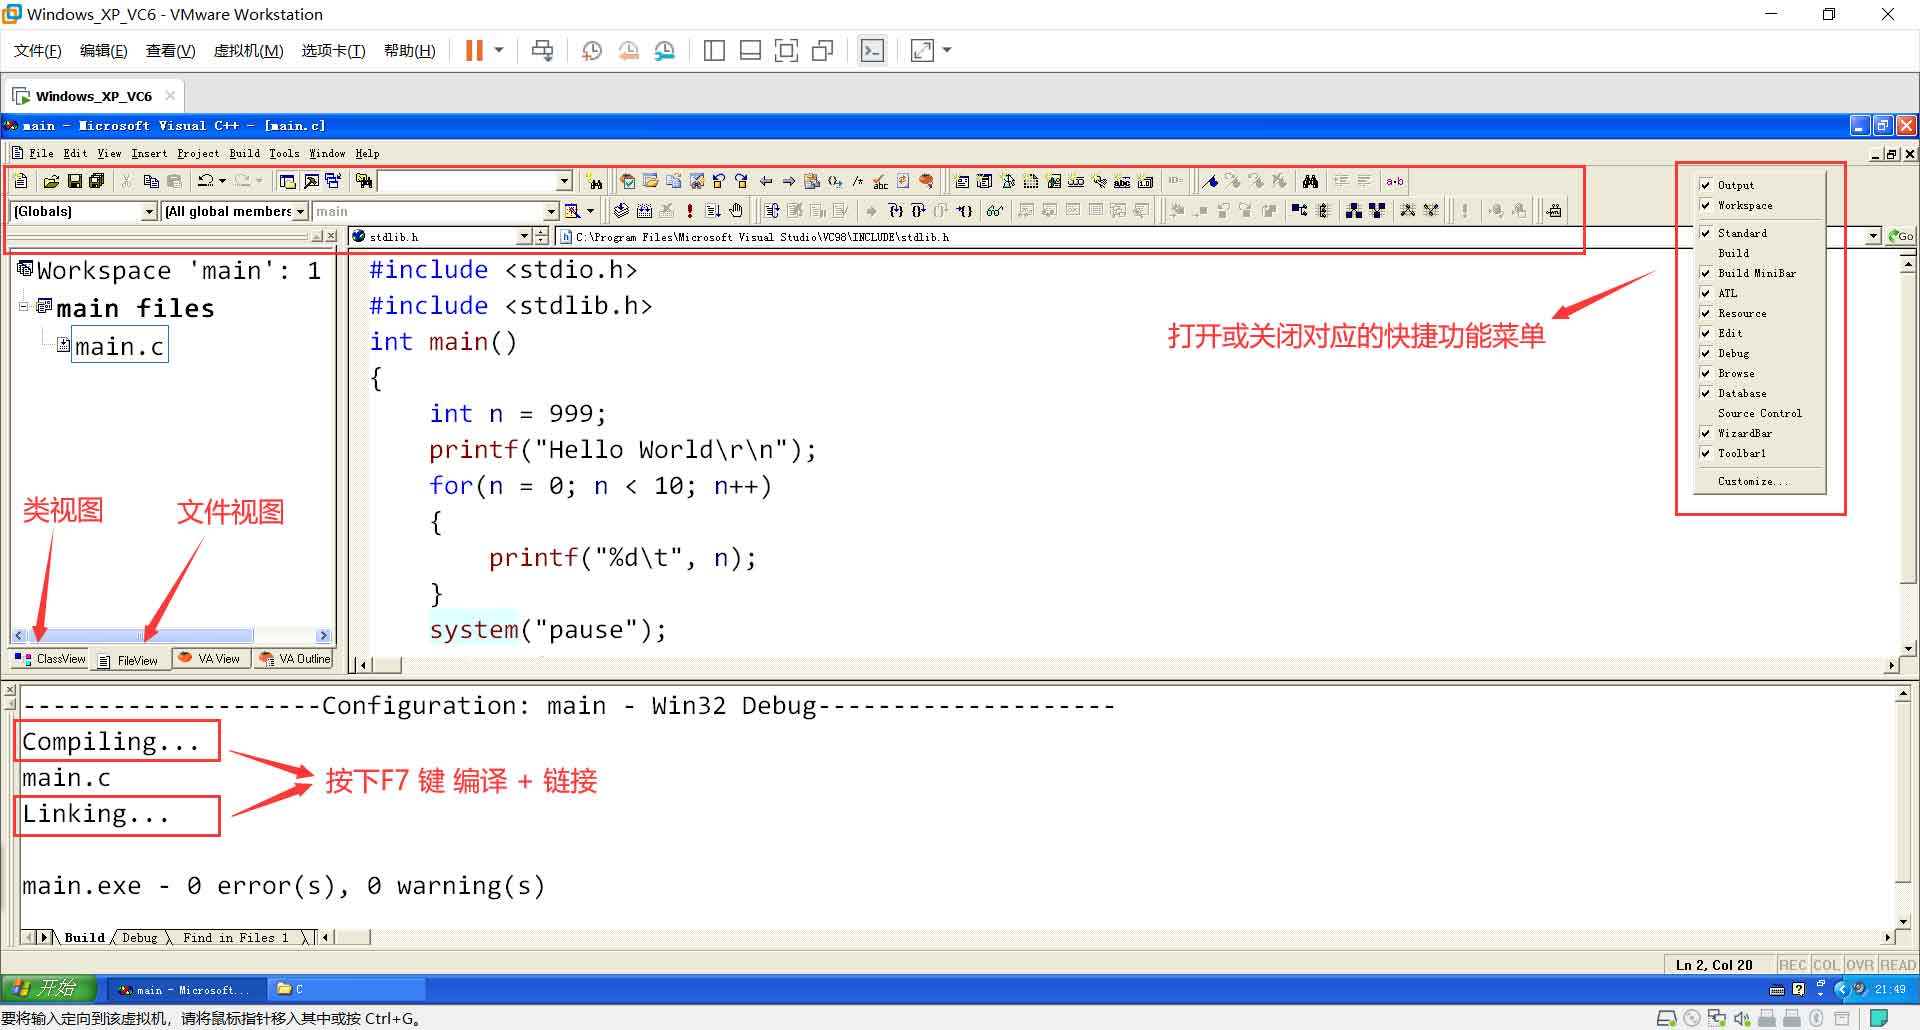 Windows_XP_VC6 - VMware Workstation
文件(F) 编辑(E) 查看(V) 虚拟机(M) 选项卡(T) 帮助(H)
Windows_XP_VC6
main - Microsoft Visual C++ - [main.c]
File Edit View Insert Project Build Tools Window Help
[Globals] [All global members main
stdlib.h C:\Program Files\Microsoft Visual Studio\VC98\INCLUDE\stdlib.h Go
Output
Workspace
Standard
Build
Build MiniBar
ATL
Resource
Edit
Debug
Browse
Database
Source Control
WizardBar
Toolbar1
Customize...
打开或关闭对应的快捷功能菜单
Workspace 'main': 1
main files
main.c
类视图
文件视图
ClassView FileView VA View VA Outline
#include <stdio.h>
#include <stdlib.h>
int main()
{
int n = 999;
printf("Hello World\r\n");
for(n = 0; n < 10; n++)
{
printf("%d\t", n);
}
system("pause");
--------------------Configuration: main - Win32 Debug--------------------
Compiling...
main.c
Linking...
按下F7 键 编译 + 链接
main.exe - 0 error(s), 0 warning(s)
Build Debug Find in Files 1
Ln 2, Col 20 REC COL OVR READ
开始 main - Microsoft... C 21:49
要将输入定向到该虚拟机，请将鼠标指针移入其中或按 Ctrl+G。